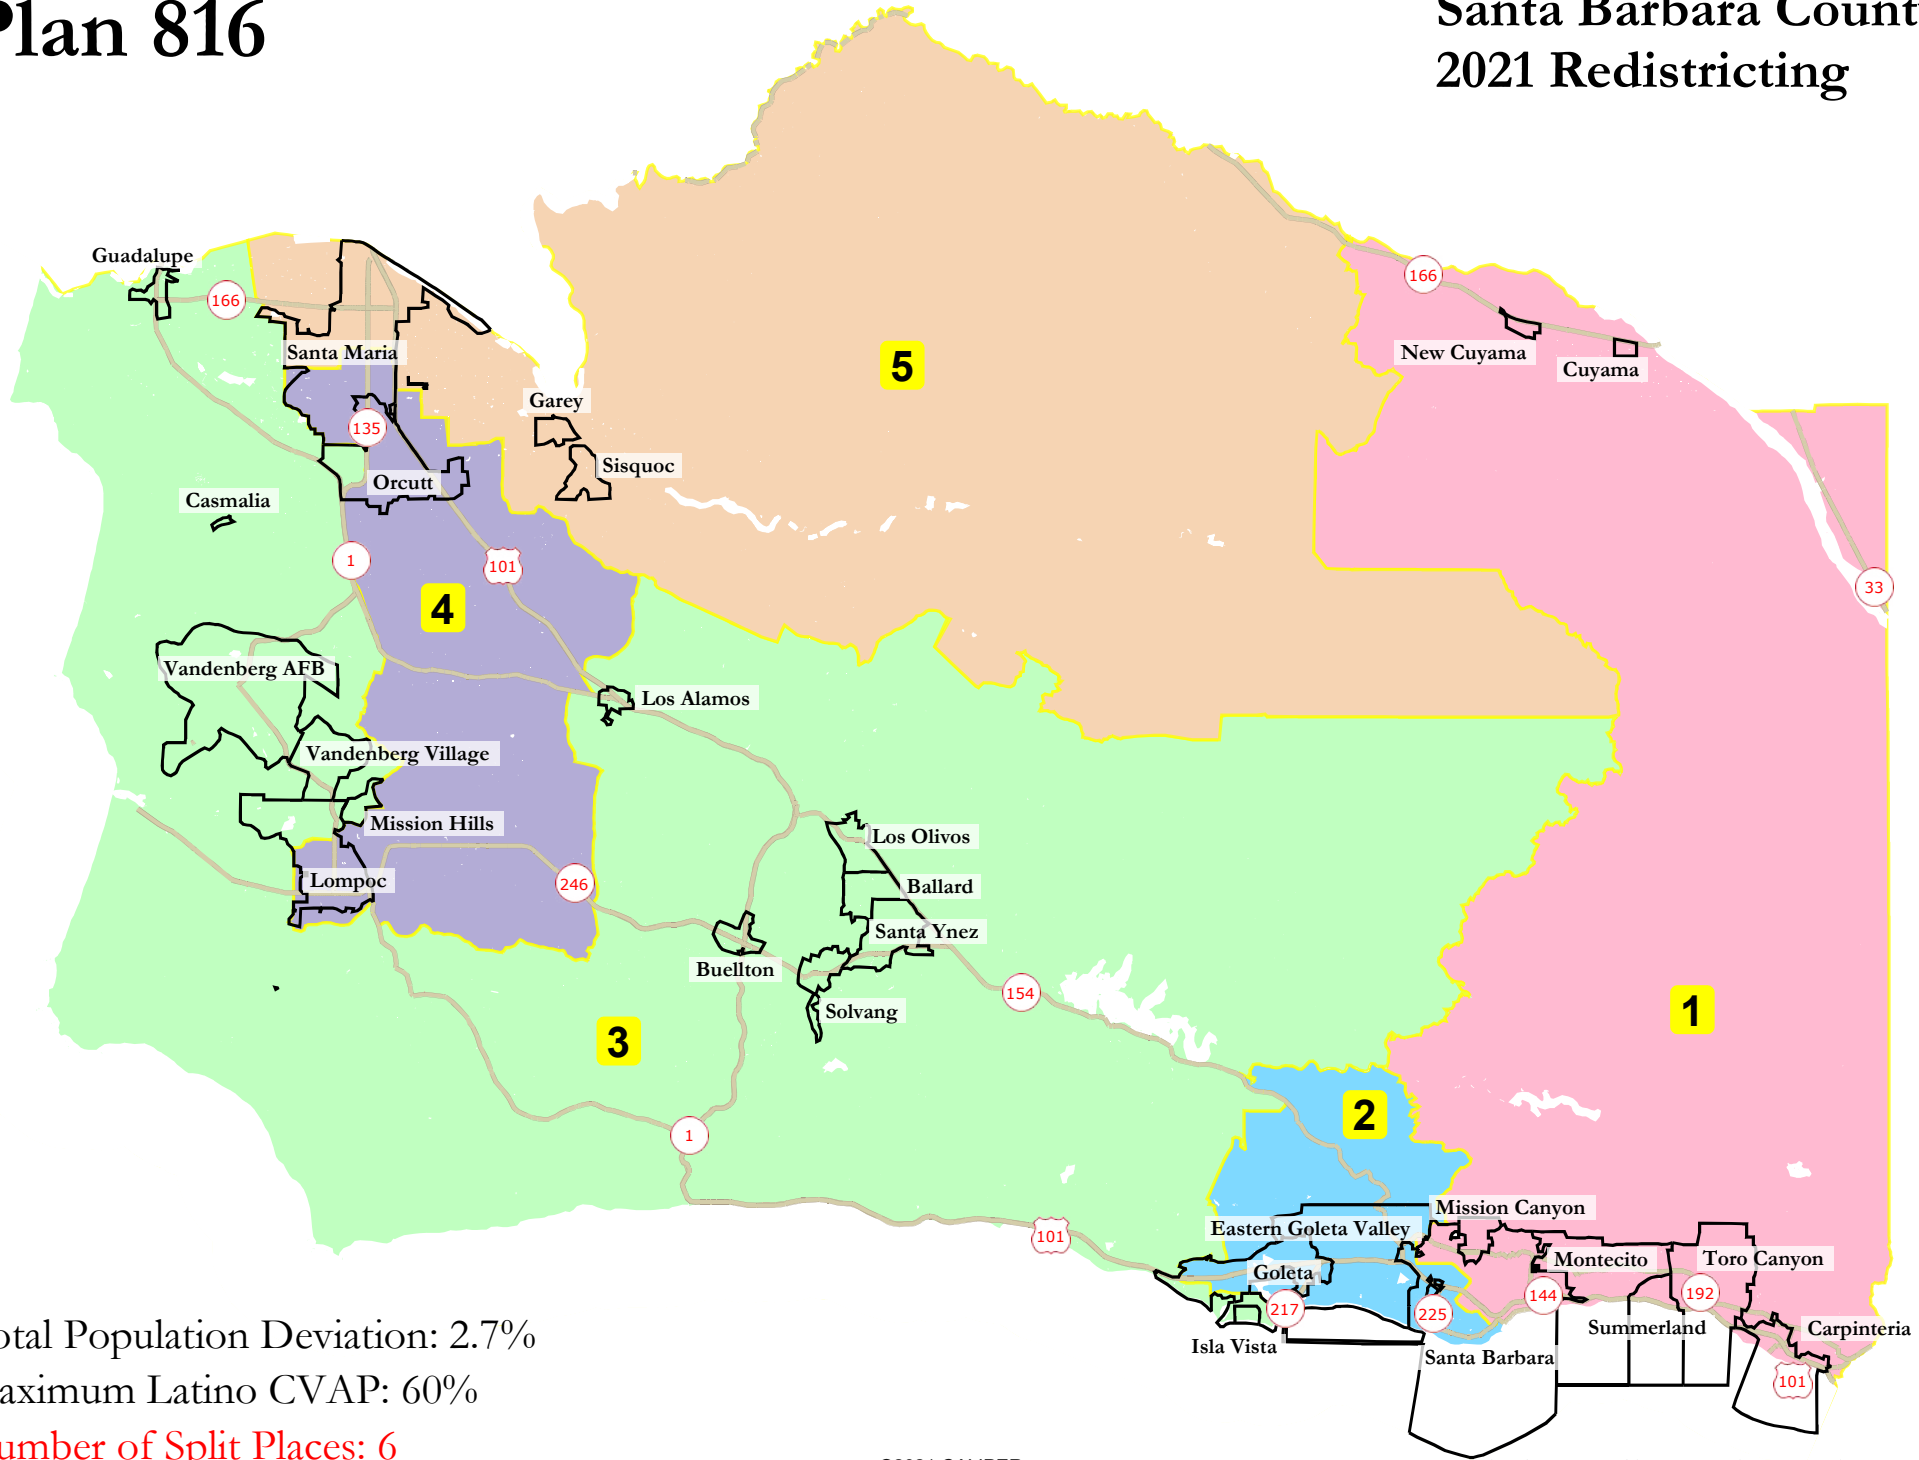 Plan 816
Santa Barbara Count
2021 Redistricting
Guadalupe
166
166
Santa Maria
5
New Cuyama
Cuyama
Garey
135
Sisquoc
Orcutt
Casmalia
1
101
33
4
Vandenberg AFB
Los Alamos
Vandenberg Village
Mission Hills
Los Olivos
Lompoc
246
Ballard
Santa Ynez
Buellton
154
Solvang
1
3
2
1
Mission Canyon
Eastern Goleta Valley
101
Montecito
Toro Canyon
Goleta
217
225
144
192
Isla Vista
Summerland
Carpinteria
Santa Barbara
101
otal Population Deviation: 2.7%
aximum Latino CVAP: 60%
umber of Split Places: 6